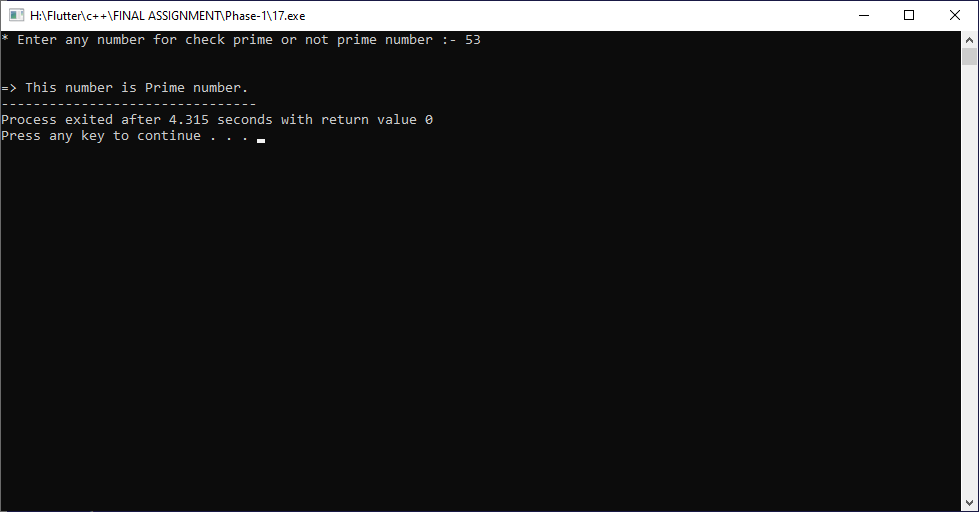 H:\Flutter\c++\FINAL ASSIGNMENT\Phase-1\17.exe
* Enter any number for check prime or not prime number :- 53
=> This number is Prime number.
--------------------------------
Process exited after 4.315 seconds with return value 0
Press any key to continue . . .